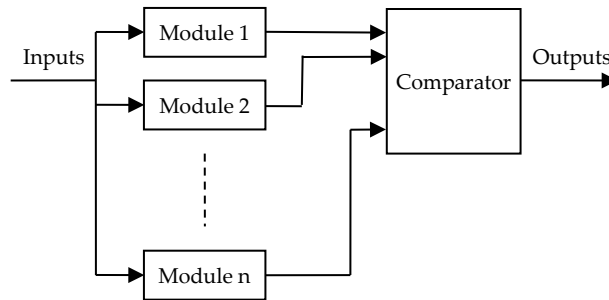 Inputs
Module 1
Module 2
Module n
Comparator
Outputs